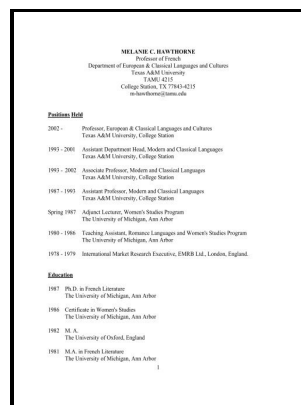 MELANIE C. HAWTHORNE
Professor of French
Department of European & Classical Languages and Cultures
Texas A&M University
TAMU 4215
College Station, TX 77843-4215
m-hawthorne@tamu.edu
Positions Held
2002 - Professor, European & Classical Languages and Cultures
Texas A&M University, College Station
1993 - 2001 Assistant Department Head, Modern and Classical Languages
Texas A&M University, College Station
1993 - 2002 Associate Professor, Modern and Classical Languages
Texas A&M University, College Station
1987 - 1993 Assistant Professor, Modern and Classical Languages
Texas A&M University, College Station
Spring 1987 Adjunct Lecturer, Women's Studies Program
The University of Michigan, Ann Arbor
1980 - 1986 Teaching Assistant, Romance Languages and Women's Studies Program
The University of Michigan, Ann Arbor
1978 - 1979 International Market Research Executive, EMRB Ltd., London, England.
Education
1987 Ph.D. in French Literature
The University of Michigan, Ann Arbor
1986 Certificate in Women's Studies
The University of Michigan, Ann Arbor
1982 M. A.
The University of Oxford, England
1981 M.A. in French Literature
The University of Michigan, Ann Arbor
1